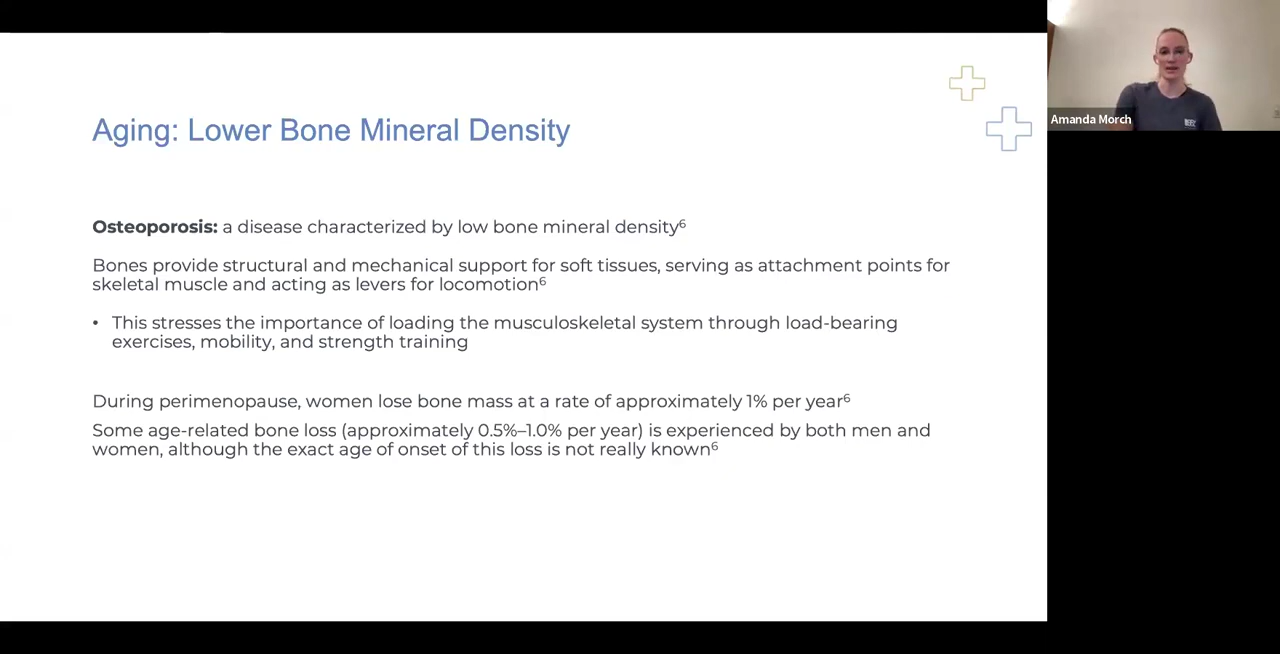 Aging: Lower Bone Mineral Density
Osteoporosis: a disease characterized by low bone mineral density⁶
Bones provide structural and mechanical support for soft tissues, serving as attachment points for
skeletal muscle and acting as levers for locomotion⁶
• This stresses the importance of loading the musculoskeletal system through load-bearing
exercises, mobility, and strength training
During perimenopause, women lose bone mass at a rate of approximately 1% per year⁶
Some age-related bone loss (approximately 0.5%–1.0% per year) is experienced by both men and
women, although the exact age of onset of this loss is not really known⁶
Amanda Morch